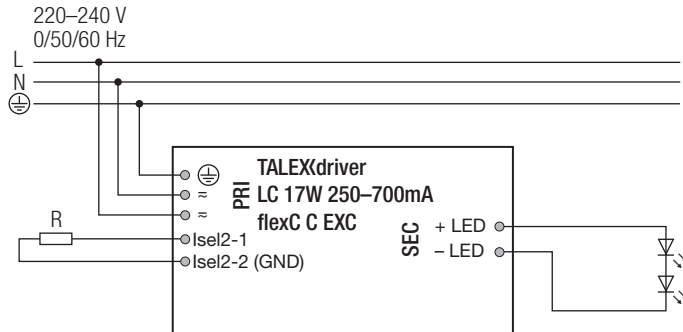 220–240 V
0/50/60 Hz
L
N
TALEXXdriver
LC 17W 250–700mA
flexC C EXC
PRI
≂
≂
R
Isel2-1
Isel2-2 (GND)
SEC
+ LED
– LED